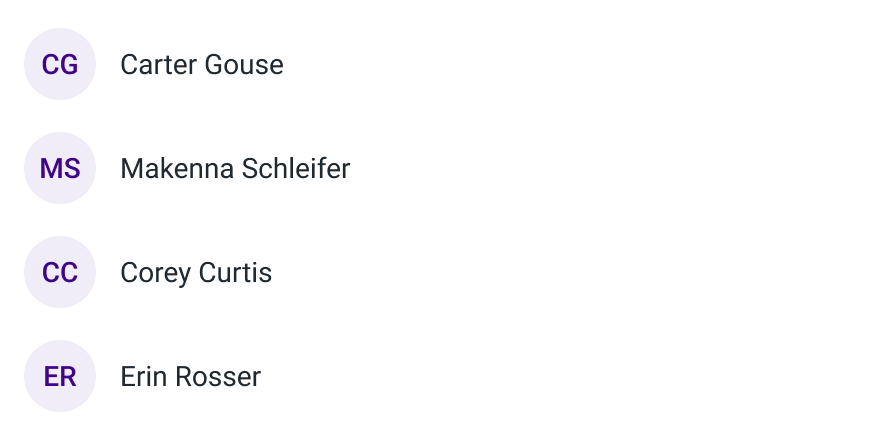 CG Carter Gouse
MS Makenna Schleifer
CC Corey Curtis
ER Erin Rosser